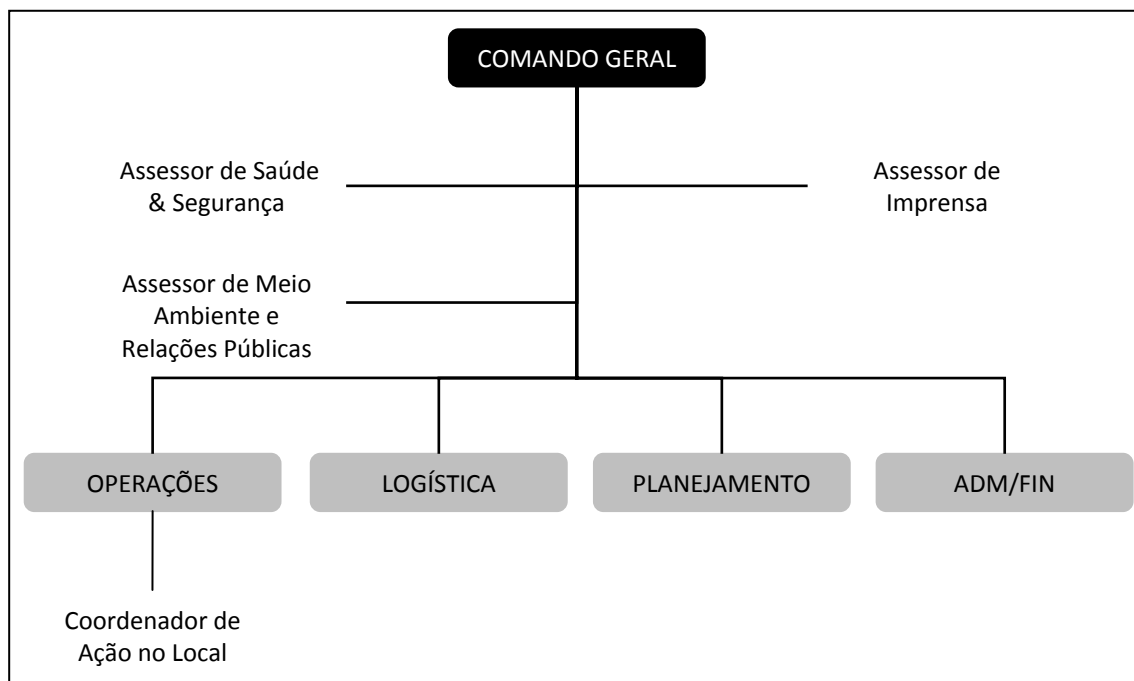 COMANDO GERAL
Assessor de Saúde
& Segurança
Assessor de
Imprensa
Assessor de Meio
Ambiente e
Relações Públicas
OPERAÇÕES
LOGÍSTICA
PLANEJAMENTO
ADM/FIN
Coordenador de
Ação no Local